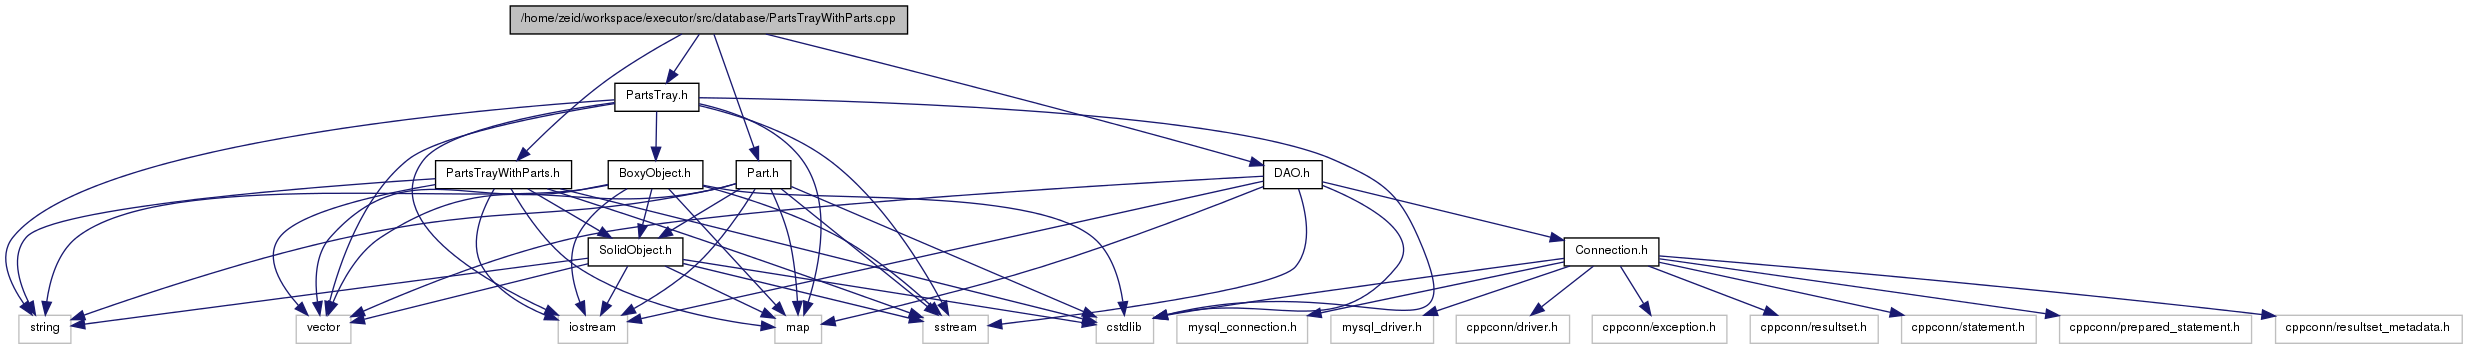 /home/zeid/workspace/executor/src/database/PartsTrayWithParts.cpp
PartsTray.h
PartsTrayWithParts.h
BoxyObject.h
Part.h
DAO.h
SolidObject.h
Connection.h
string
vector
iostream
map
sstream
cstdlib
mysql_connection.h
mysql_driver.h
cppconn/driver.h
cppconn/exception.h
cppconn/resultset.h
cppconn/statement.h
cppconn/prepared_statement.h
cppconn/resultset_metadata.h